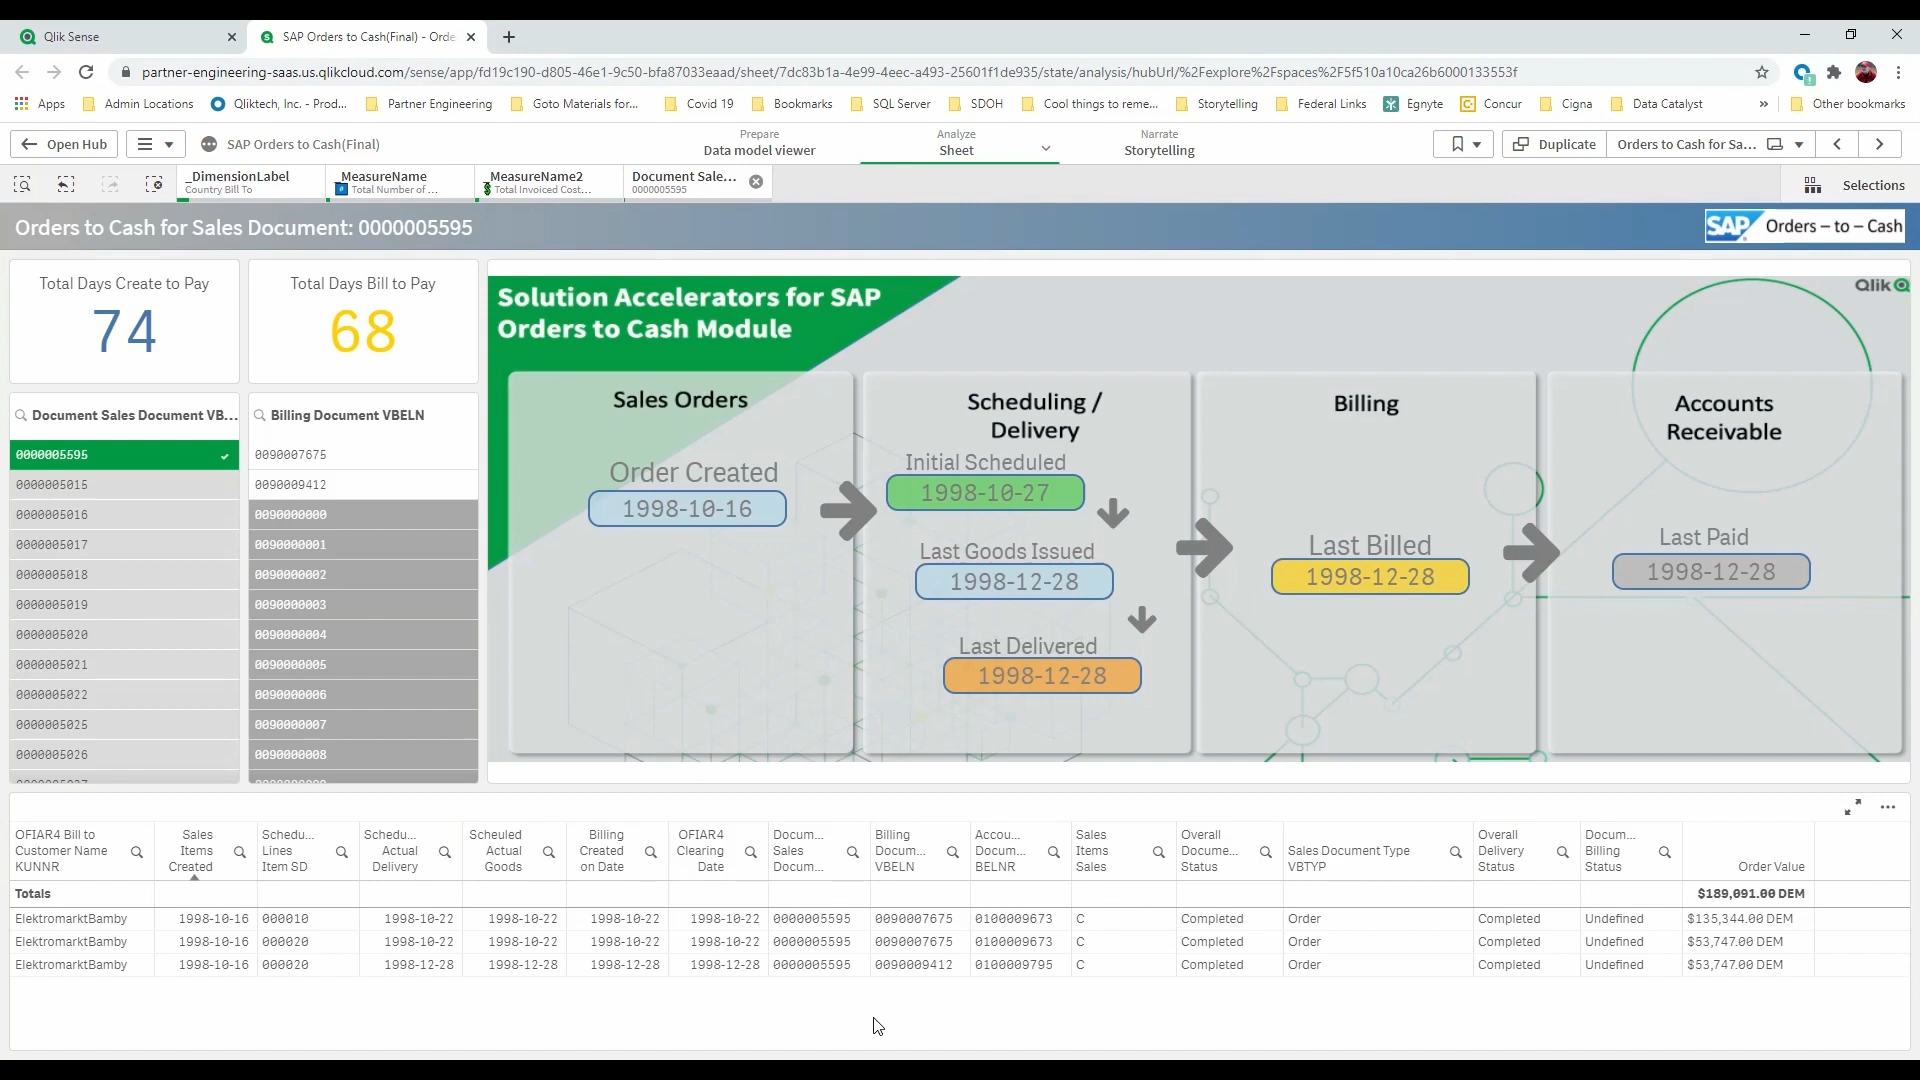 Qlik Sense
SAP Orders to Cash(Final) - Orde
partner-engineering-saas.us.qlikcloud.com/sense/app/fd19c190-d805-46e1-9c50-bfa87033eaad/sheet/7dc83b1a-4e99-4eec-a493-25601f1de935/state/analysis/hubUrl/%2Fexplore%2Fspaces%2F5f510a10ca26b6000133553f
Apps Admin Locations Qliktech, Inc. - Prod... Partner Engineering Goto Materials for... Covid 19 Bookmarks SQL Server SDOH Cool things to reme... Storytelling Federal Links Egnyte Concur Cigna Data Catalyst » Other bookmarks
Open Hub
SAP Orders to Cash(Final)
Prepare
Data model viewer
Analyze
Sheet
Narrate
Storytelling
Duplicate
Orders to Cash for Sa...
_DimensionLabel
Country Bill To
_MeasureName
Total Number of ...
_MeasureName2
Total Invoiced Cost...
Document Sale...
0000005595
Selections
Orders to Cash for Sales Document: 0000005595
SAP Orders – to – Cash
Total Days Create to Pay
74
Total Days Bill to Pay
68
Document Sales Document VB...
0000005595
0000005015
0000005016
0000005017
0000005018
0000005019
0000005020
0000005021
0000005022
0000005025
0000005026
0000005027
Billing Document VBELN
0090007675
0090009412
0090000000
0090000001
0090000002
0090000003
0090000004
0090000005
0090000006
0090000007
0090000008
Solution Accelerators for SAP
Orders to Cash Module
Qlik
Sales Orders
Order Created
1998-10-16
Scheduling /
Delivery
Initial Scheduled
1998-10-27
Last Goods Issued
1998-12-28
Last Delivered
1998-12-28
Billing
Last Billed
1998-12-28
Accounts
Receivable
Last Paid
1998-12-28
OFIAR4 Bill to
Customer Name
KUNNR
Sales
Items
Created
Schedu...
Lines
Item SD
Schedu...
Actual
Delivery
Scheuled
Actual
Goods
Billing
Created
on Date
OFIAR4
Clearing
Date
Docum...
Sales
Docum...
Billing
Docum...
VBELN
Accou...
Docum...
BELNR
Sales
Items
Sales
Overall
Docume...
Status
Sales Document Type
VBTYP
Overall
Delivery
Status
Docum...
Billing
Status
Order Value
Totals $189,091.00 DEM
ElektromarktBamby 1998-10-16 000010 1998-10-22 1998-10-22 1998-10-22 1998-10-22 0000005595 0090007675 0100009673 C Completed Order Completed Undefined $135,344.00 DEM
ElektromarktBamby 1998-10-16 000020 1998-10-22 1998-10-22 1998-10-22 1998-10-22 0000005595 0090007675 0100009673 C Completed Order Completed Undefined $53,747.00 DEM
ElektromarktBamby 1998-10-16 000020 1998-12-28 1998-12-28 1998-12-28 1998-12-28 0000005595 0090009412 0100009795 C Completed Order Completed Undefined $53,747.00 DEM